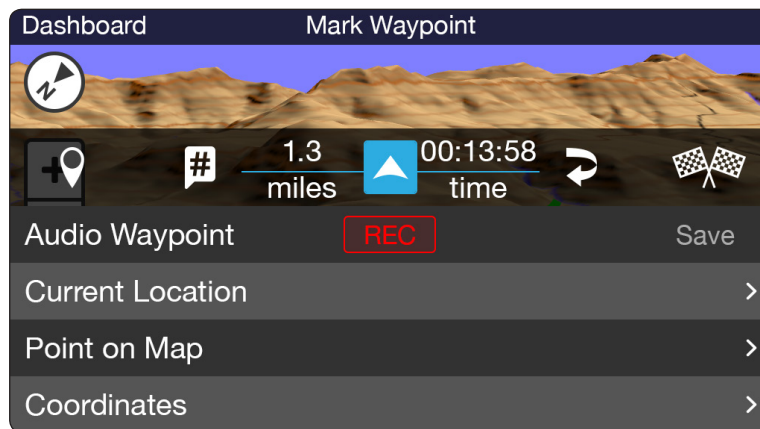 Dashboard Mark Waypoint
N
# 1.3 miles 00:13:58 time
Audio Waypoint REC Save
Current Location
Point on Map
Coordinates